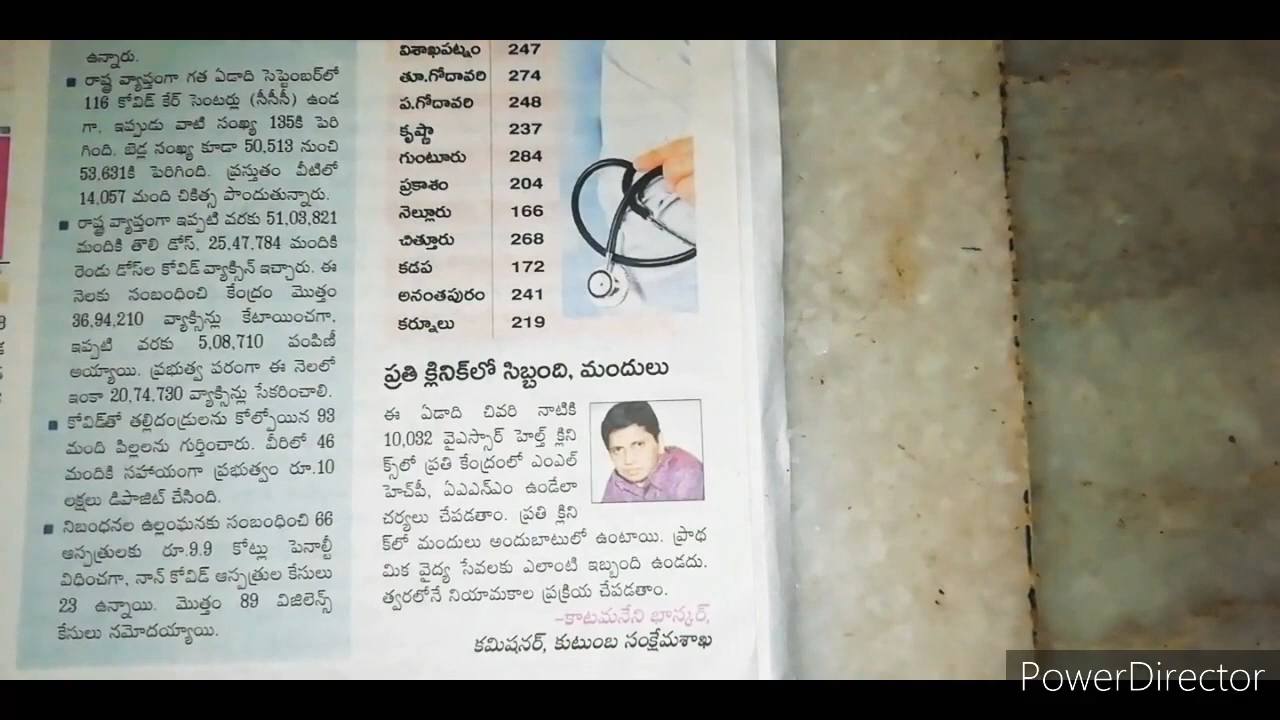 ఉన్నారు.
■ రాష్ట్ర వ్యాప్తంగా గత ఏడాది సెప్టెంబర్‌లో
116 కోవిడ్ కేర్ సెంటర్లు (సీసీసీ) ఉండ
గా, ఇప్పుడు వాటి సంఖ్య 135కి పెరి
గింది. బెడ్ల సంఖ్య కూడా 50,513 నుంచి
53,631కి పెరిగింది. ప్రస్తుతం వీటిలో
14,057 మంది చికిత్స పొందుతున్నారు.
■ రాష్ట్ర వ్యాప్తంగా ఇప్పటి వరకు 51,03,821
మందికి తొలి డోస్, 25,47,784 మందికి
రెండు డోస్‌ల కోవిడ్ వ్యాక్సిన్ ఇచ్చారు. ఈ
నెలకు సంబంధించి కేంద్రం మొత్తం
36,94,210 వ్యాక్సిన్లు కేటాయించగా,
ఇప్పటి వరకు 5,08,710 పంపిణీ
అయ్యాయి. ప్రభుత్వ పరంగా ఈ నెలలో
ఇంకా 20,74,730 వ్యాక్సిన్లు సేకరించాలి.
■ కోవిడ్‌తో తల్లిదండ్రులను కోల్పోయిన 93
మంది పిల్లలను గుర్తించారు. వీరిలో 46
మందికి సహాయంగా ప్రభుత్వం రూ.10
లక్షలు డిపాజిట్ చేసింది.
■ నిబంధనల ఉల్లంఘనకు సంబంధించి 66
ఆస్పత్రులకు రూ.9.9 కోట్లు పెనాల్టీ
విధించగా, నాన్ కోవిడ్ ఆస్పత్రుల కేసులు
23 ఉన్నాయి. మొత్తం 89 విజిలెన్స్
కేసులు నమోదయ్యాయి.
విశాఖపట్నం 247
తూ.గోదావరి 274
ప.గోదావరి 248
కృష్ణా 237
గుంటూరు 284
ప్రకాశం 204
నెల్లూరు 166
చిత్తూరు 268
కడప 172
అనంతపురం 241
కర్నూలు 219
ప్రతి క్లినిక్‌లో సిబ్బంది, మందులు
ఈ ఏడాది చివరి నాటికి
10,032 వైఎస్సార్ హెల్త్ క్లిని
క్స్‌లో ప్రతి కేంద్రంలో ఎంఎల్
హెచ్‌పీ, ఏఎఎన్ఎం ఉండేలా
చర్యలు చేపడతాం. ప్రతి క్లిని
క్‌లో మందులు అందుబాటులో ఉంటాయి. ప్రాథ
మిక వైద్య సేవలకు ఎలాంటి ఇబ్బంది ఉండదు.
త్వరలోనే నియామకాల ప్రక్రియ చేపడతాం.
-కాటమనేని భాస్కర్,
కమిషనర్, కుటుంబ సంక్షేమశాఖ
PowerDirector